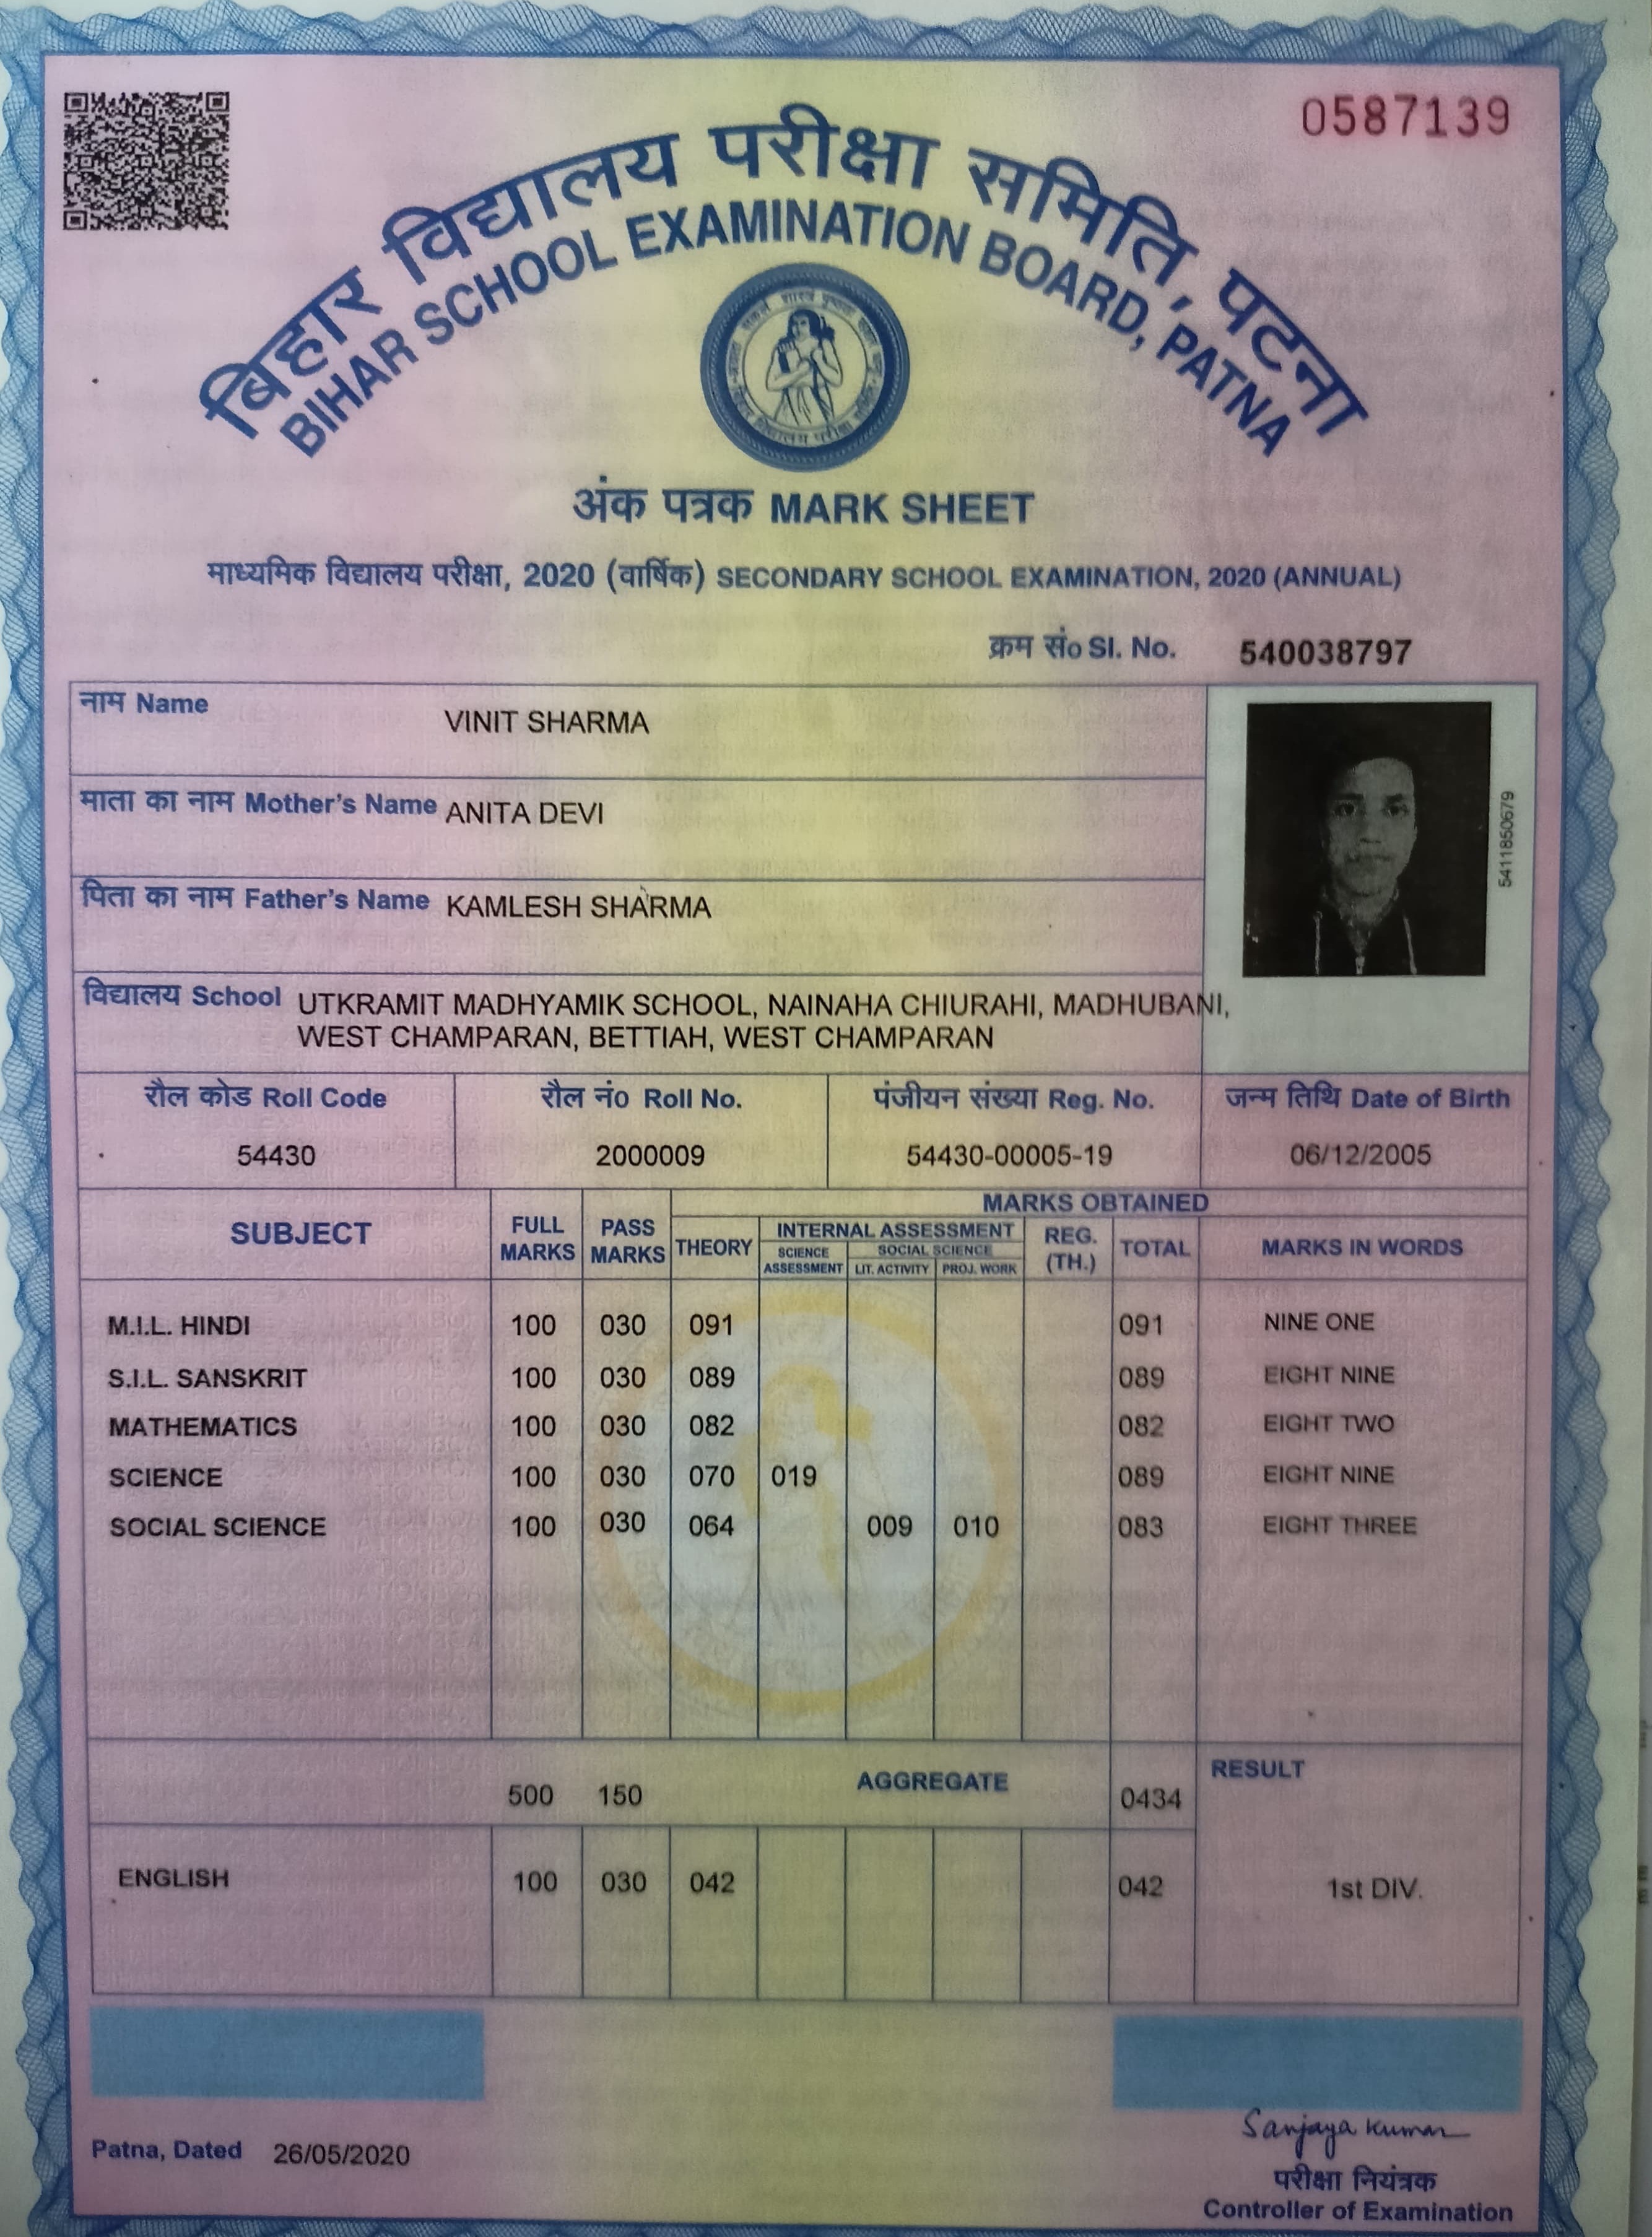 0587139
बिहार विद्यालय परीक्षा समिति, पटना
BIHAR SCHOOL EXAMINATION BOARD, PATNA
अंक पत्रक MARK SHEET
माध्यमिक विद्यालय परीक्षा, 2020 (वार्षिक) SECONDARY SCHOOL EXAMINATION, 2020 (ANNUAL)
क्रम सं० Sl. No. 540038797
नाम Name VINIT SHARMA
माता का नाम Mother's Name ANITA DEVI
5411850679
पिता का नाम Father's Name KAMLESH SHARMA
विद्यालय School UTKRAMIT MADHYAMIK SCHOOL, NAINAHA CHIURAHI, MADHUBANI,
WEST CHAMPARAN, BETTIAH, WEST CHAMPARAN
रौल कोड Roll Code रौल नं० Roll No. पंजीयन संख्या Reg. No. जन्म तिथि Date of Birth
54430 2000009 54430-00005-19 06/12/2005
MARKS OBTAINED
SUBJECT FULL MARKS PASS MARKS THEORY INTERNAL ASSESSMENT REG. (TH.) TOTAL MARKS IN WORDS
SCIENCE ASSESSMENT SOCIAL SCIENCE
LIT. ACTIVITY PROJ. WORK
M.I.L. HINDI 100 030 091 091 NINE ONE
S.I.L. SANSKRIT 100 030 089 089 EIGHT NINE
MATHEMATICS 100 030 082 082 EIGHT TWO
SCIENCE 100 030 070 019 089 EIGHT NINE
SOCIAL SCIENCE 100 030 064 009 010 083 EIGHT THREE
500 150 AGGREGATE 0434 RESULT
ENGLISH 100 030 042 042 1st DIV.
Sanjaya Kumar
Patna, Dated 26/05/2020
परीक्षा नियंत्रक
Controller of Examination